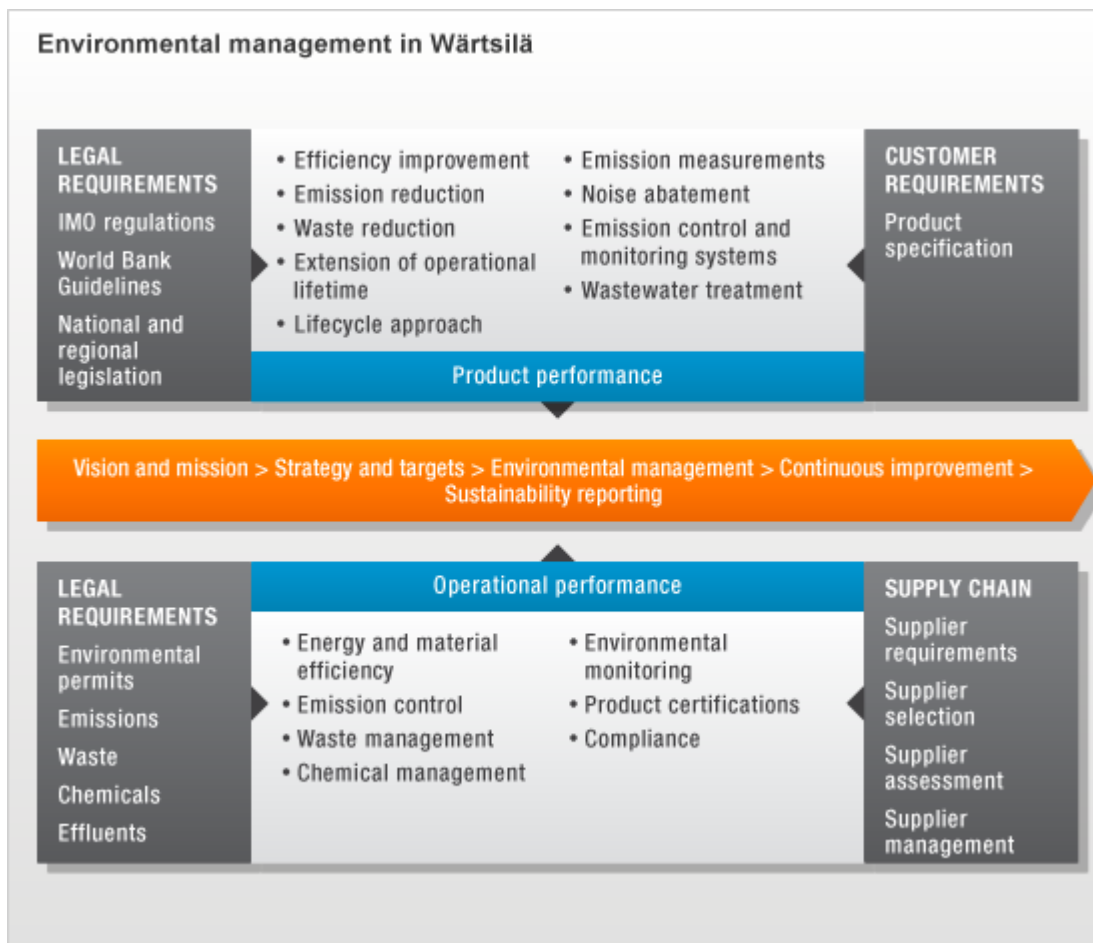 Environmental management in Wärtsilä
LEGAL
REQUIREMENTS
IMO regulations
World Bank
Guidelines
National and
regional
legislation
• Efficiency improvement
• Emission reduction
• Waste reduction
• Extension of operational
lifetime
• Lifecycle approach
• Emission measurements
• Noise abatement
• Emission control and
monitoring systems
• Wastewater treatment
Product performance
CUSTOMER
REQUIREMENTS
Product
specification
Vision and mission > Strategy and targets > Environmental management > Continuous improvement >
Sustainability reporting
LEGAL
REQUIREMENTS
Environmental
permits
Emissions
Waste
Chemicals
Effluents
Operational performance
• Energy and material
efficiency
• Emission control
• Waste management
• Chemical management
• Environmental
monitoring
• Product certifications
• Compliance
SUPPLY CHAIN
Supplier
requirements
Supplier
selection
Supplier
assessment
Supplier
management